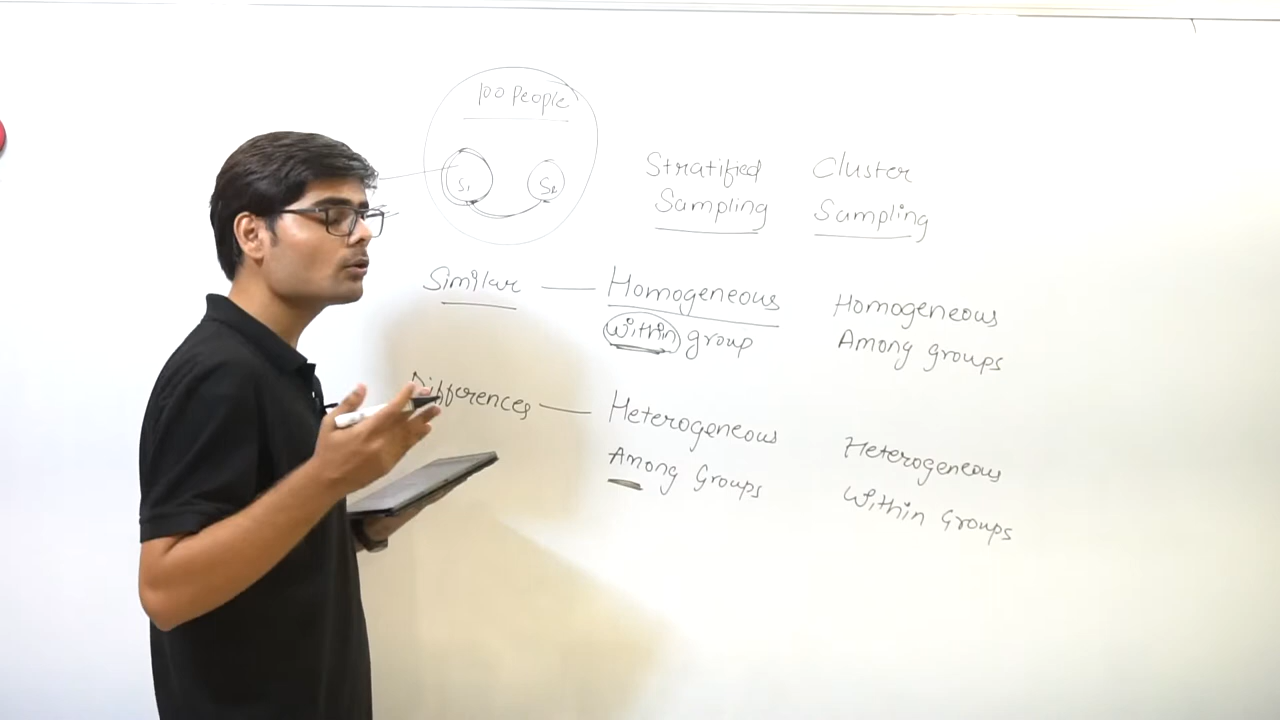 100 People
S1 S2
Stratified
Sampling
Cluster
Sampling
Similar — Homogeneous
Within group
Homogeneous
Among groups
Differences — Heterogeneous
Among Groups
Heterogeneous
Within Groups